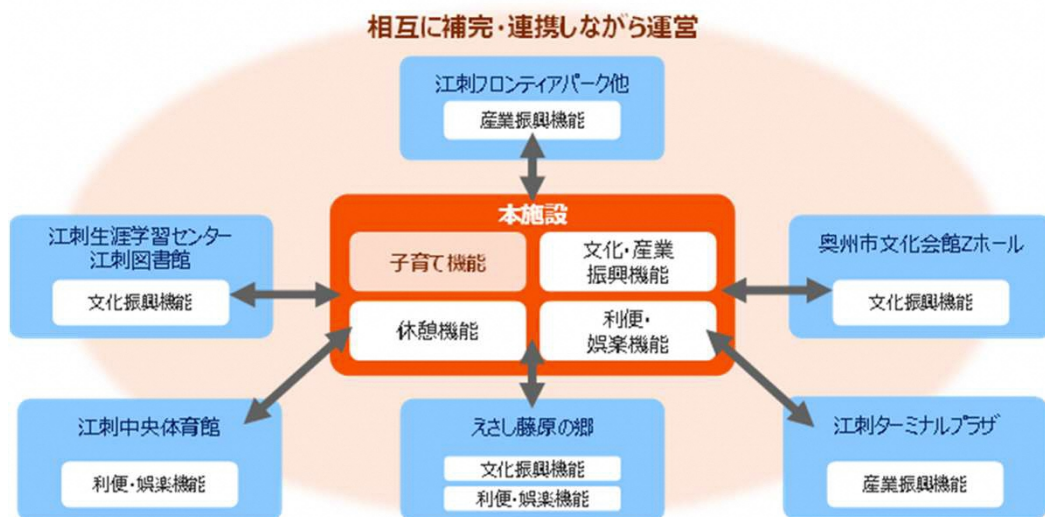 相互に補完・連携しながら運営
江刺フロンティアパーク他
産業振興機能
本施設
子育て機能
文化・産業
振興機能
休憩機能
利便・
娯楽機能
江刺生涯学習センター
江刺図書館
文化振興機能
奥州市文化会館Zホール
文化振興機能
江刺中央体育館
利便・娯楽機能
えさし藤原の郷
文化振興機能
利便・娯楽機能
江刺ターミナルプラザ
産業振興機能